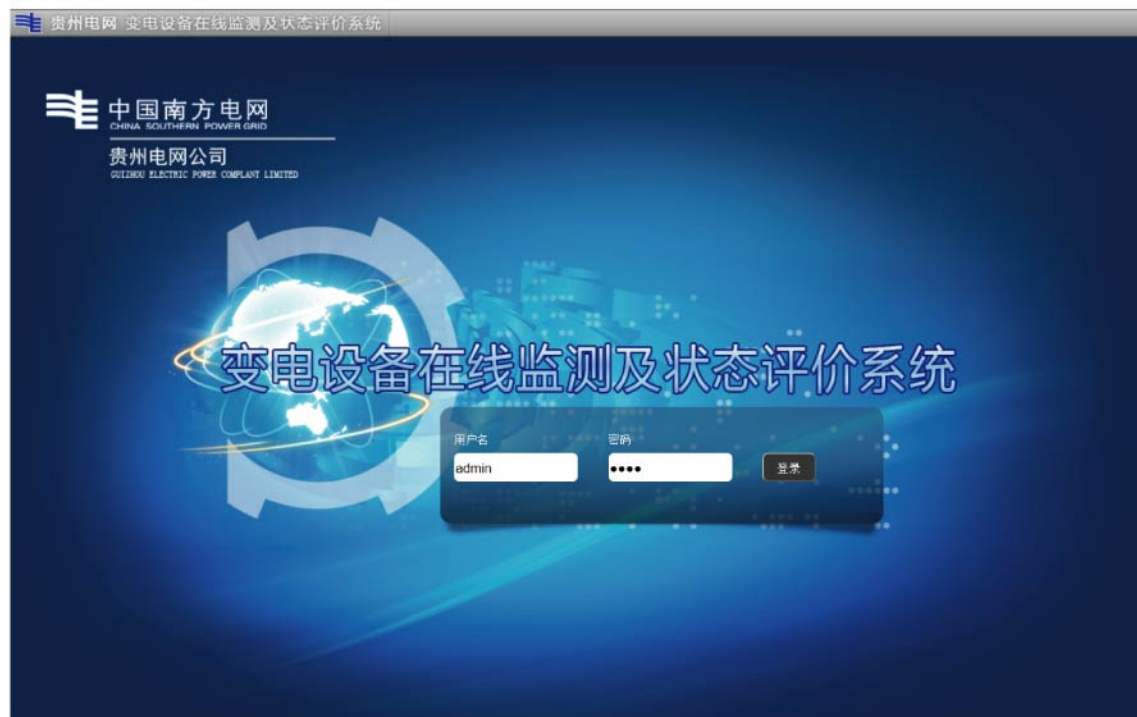 贵州电网 变电设备在线监测及状态评价系统
中国南方电网
CHINA SOUTHERN POWER GRID
贵州电网公司
GUIZHOU ELECTRIC POWER COMPLANT LIMITED
变电设备在线监测及状态评价系统
用户名 密码
admin •••• 登录